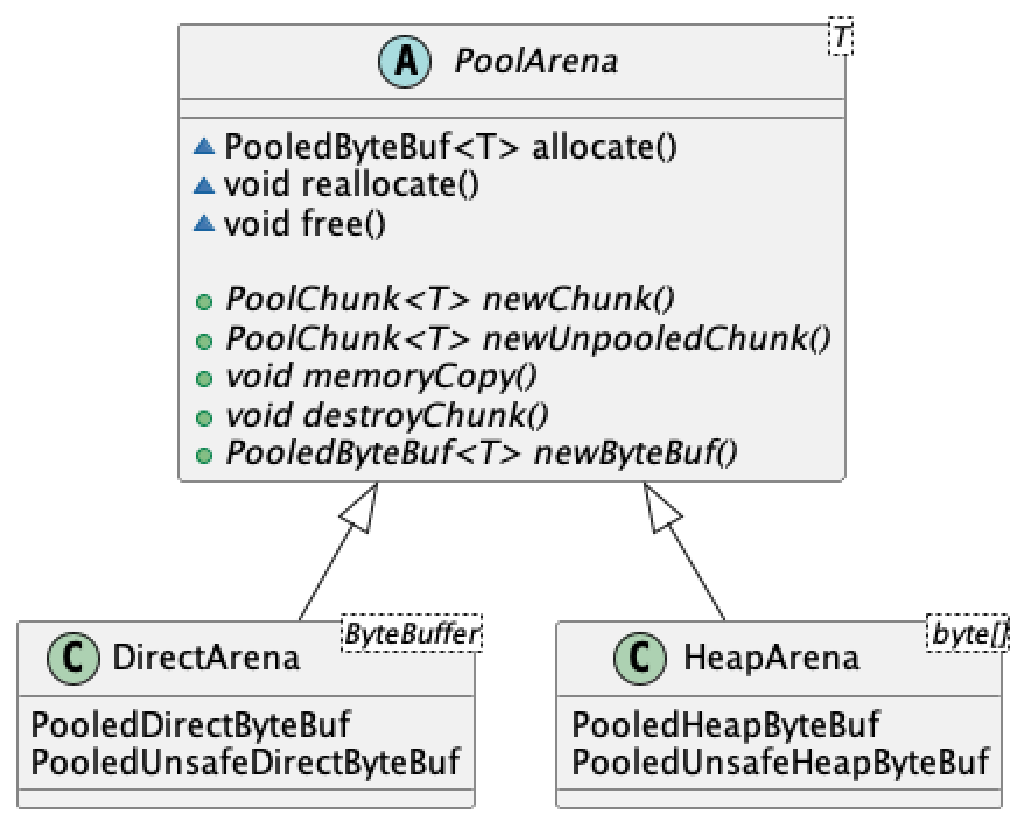 T
A PoolArena
PooledByteBuf<T> allocate()
void reallocate()
void free()
PoolChunk<T> newChunk()
PoolChunk<T> newUnpooledChunk()
void memoryCopy()
void destroyChunk()
PooledByteBuf<T> newByteBuf()
ByteBuffer
C DirectArena
PooledDirectByteBuf
PooledUnsafeDirectByteBuf
byte[]
C HeapArena
PooledHeapByteBuf
PooledUnsafeHeapByteBuf